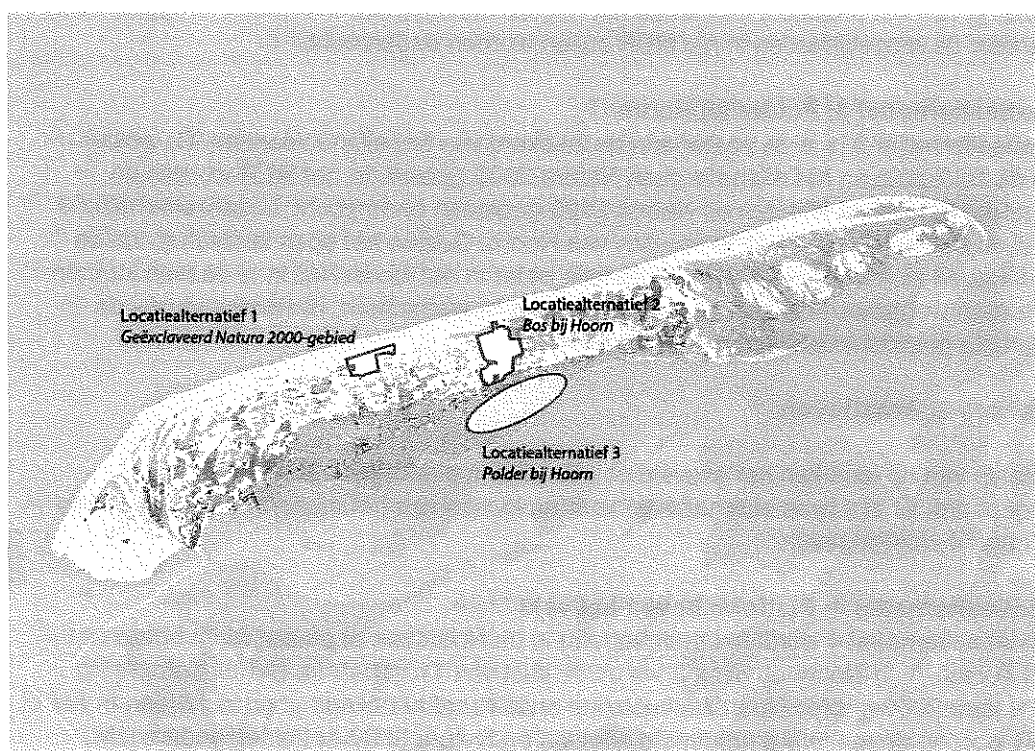 Locatiealternatief 1
Geëxclaveerd Natura 2000-gebied
Locatiealternatief 2
Bos bij Hoorn
Locatiealternatief 3
Polder bij Hoorn